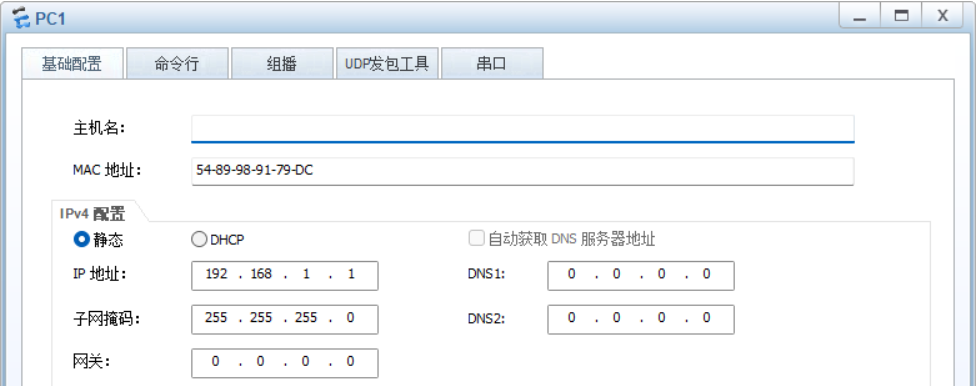 PC1
基础配置 命令行 组播 UDP发包工具 串口
主机名:
MAC 地址: 54-89-98-91-79-DC
IPv4 配置
静态 DHCP 自动获取 DNS 服务器地址
IP 地址: 192 . 168 . 1 . 1 DNS1: 0 . 0 . 0 . 0
子网掩码: 255 . 255 . 255 . 0 DNS2: 0 . 0 . 0 . 0
网关: 0 . 0 . 0 . 0